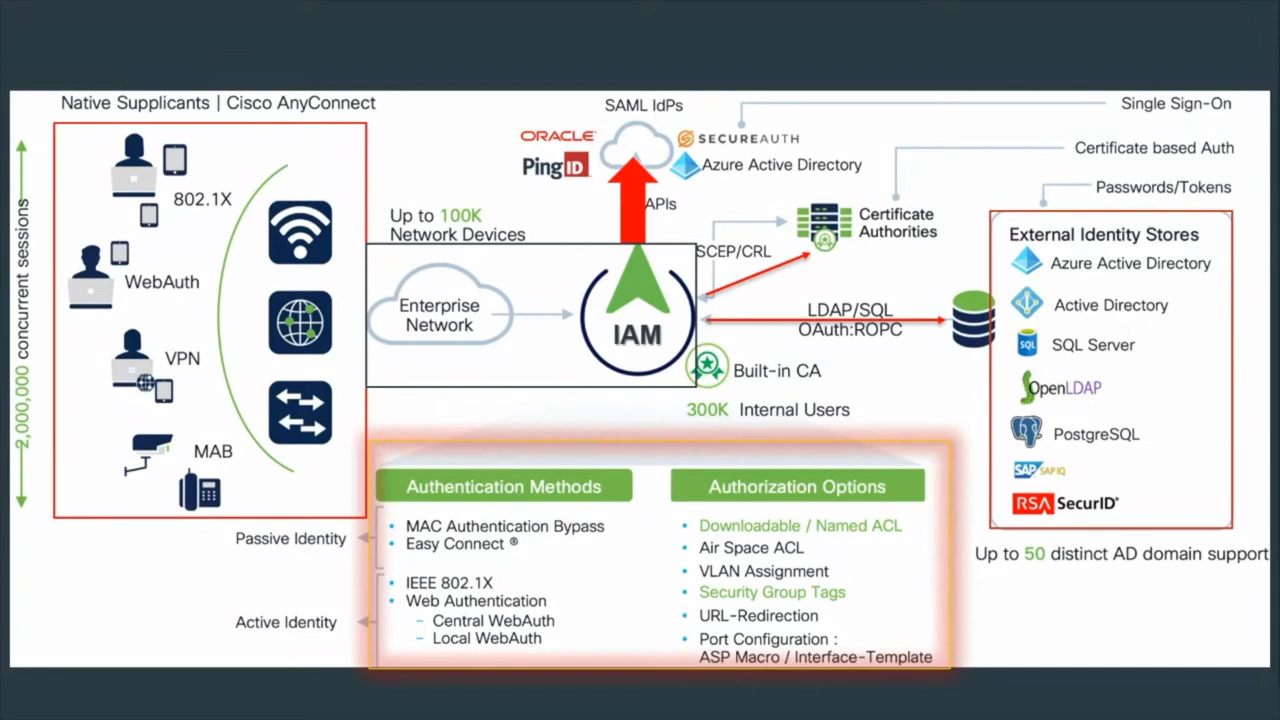 Native Supplicants | Cisco AnyConnect
2,000,000 concurrent sessions
802.1X
WebAuth
VPN
MAB
Up to 100K
Network Devices
Enterprise
Network
IAM
SAML IdPs
ORACLE
PingID
SECUREAUTH
Azure Active Directory
APIs
Single Sign-On
Certificate based Auth
Passwords/Tokens
SCEP/CRL
Certificate
Authorities
LDAP/SQL
OAuth:ROPC
Built-in CA
300K Internal Users
External Identity Stores
Azure Active Directory
Active Directory
SQL
SQL Server
OpenLDAP
PostgreSQL
SAP SAP IQ
RSA SecurID®
Up to 50 distinct AD domain support
Passive Identity
Active Identity
Authentication Methods
• MAC Authentication Bypass
• Easy Connect ®
• IEEE 802.1X
• Web Authentication
– Central WebAuth
– Local WebAuth
Authorization Options
• Downloadable / Named ACL
• Air Space ACL
• VLAN Assignment
• Security Group Tags
• URL-Redirection
• Port Configuration :
ASP Macro / Interface-Template